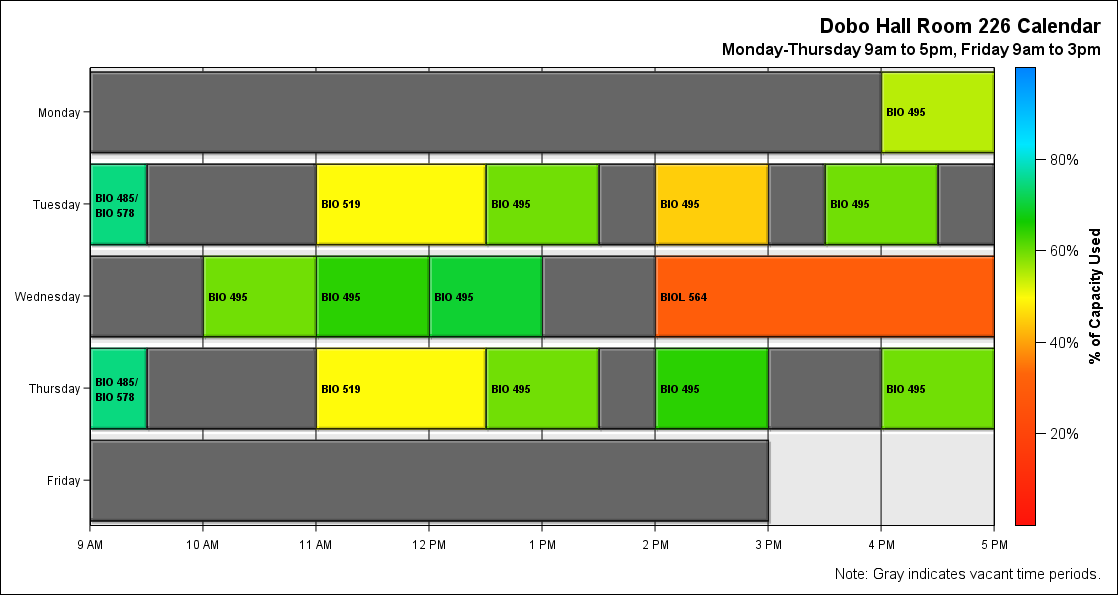 Dobo Hall Room 226 Calendar
Monday-Thursday 9am to 5pm, Friday 9am to 3pm
Monday
BIO 495
Tuesday
BIO 485/
BIO 578
BIO 519
BIO 495
BIO 495
BIO 495
Wednesday
BIO 495
BIO 495
BIO 495
BIOL 564
Thursday
BIO 485/
BIO 578
BIO 519
BIO 495
BIO 495
BIO 495
Friday
9 AM
10 AM
11 AM
12 PM
1 PM
2 PM
3 PM
4 PM
5 PM
80%
60%
40%
20%
% of Capacity Used
Note: Gray indicates vacant time periods.